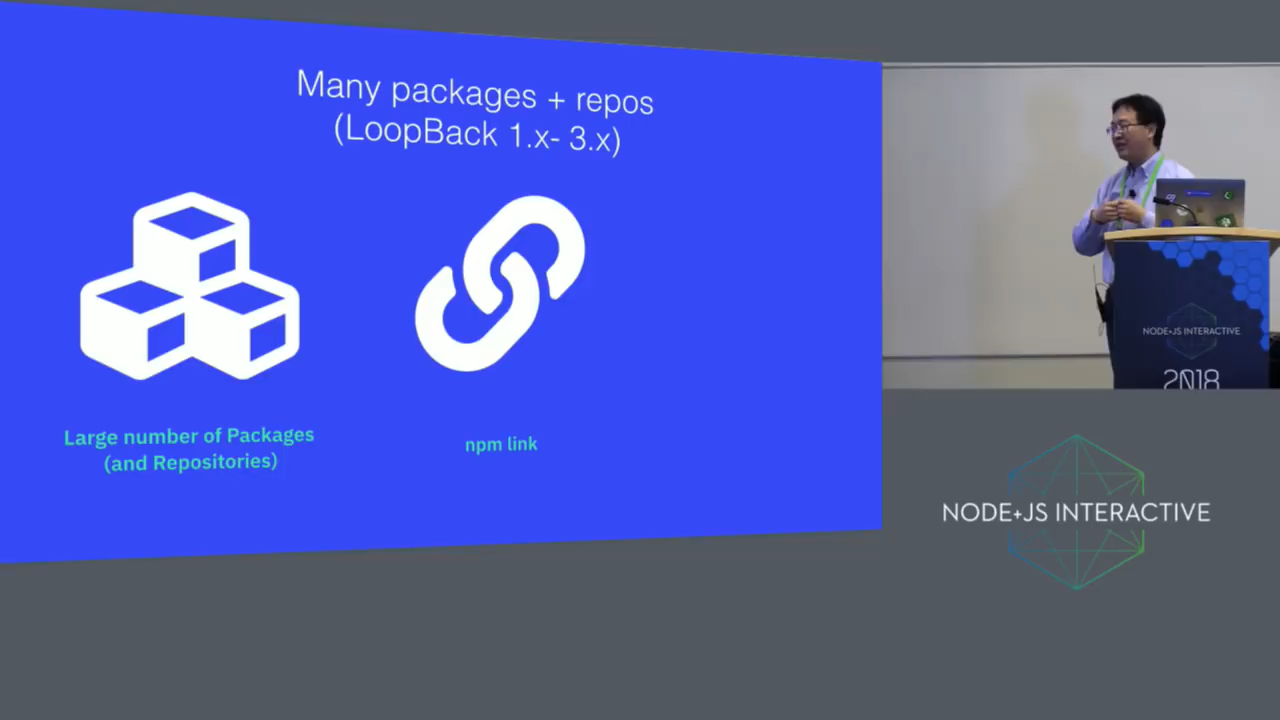 Many packages + repos
(LoopBack 1.x- 3.x)
Large number of Packages
(and Repositories)
npm link
NODE+JS INTERACTIVE
2018
NODE+JS INTERACTIVE